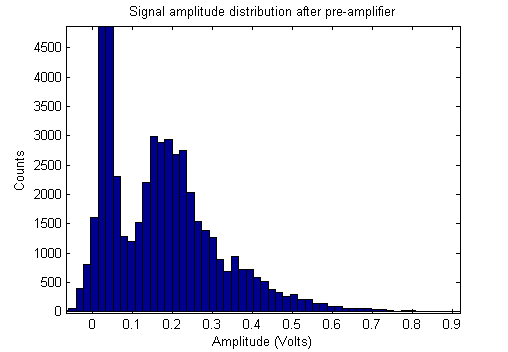 Signal amplitude distribution after pre-amplifier
4500
4000
3500
3000
2500
2000
1500
1000
500
0
Counts
0 0.1 0.2 0.3 0.4 0.5 0.6 0.7 0.8 0.9
Amplitude (Volts)